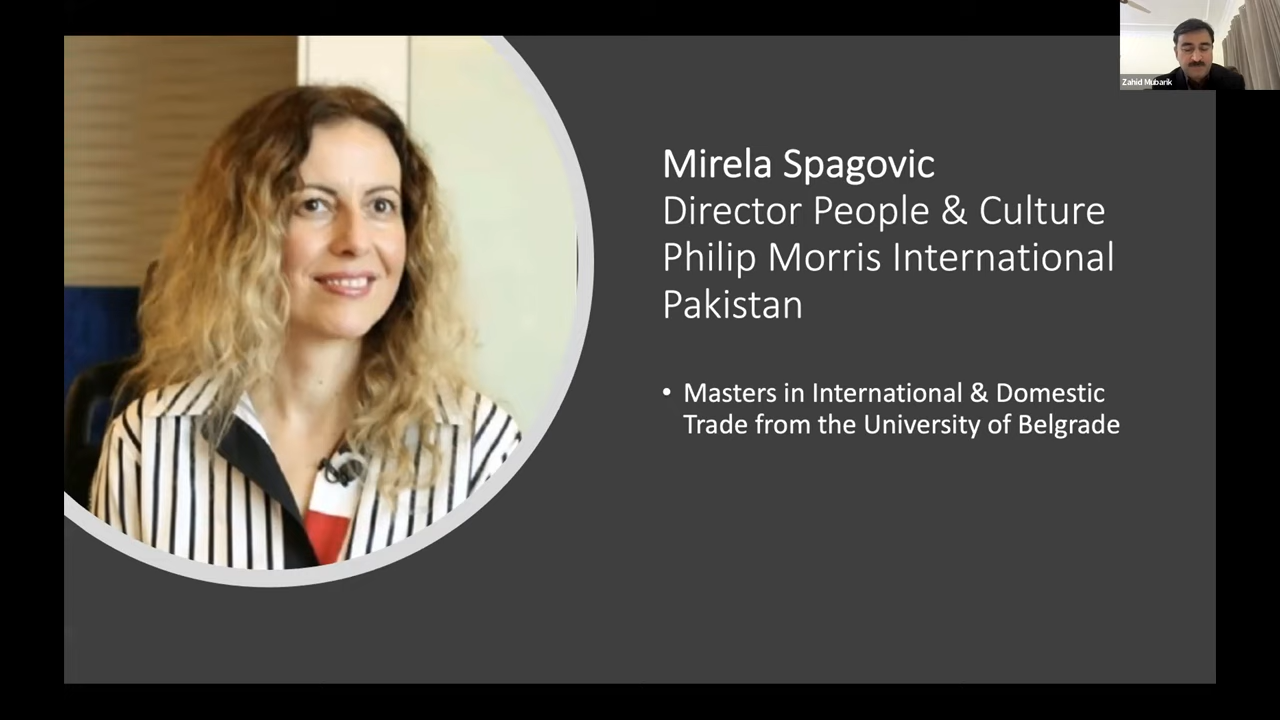 Zahid Mubarik
Mirela Spagovic
Director People & Culture
Philip Morris International
Pakistan
• Masters in International & Domestic
Trade from the University of Belgrade